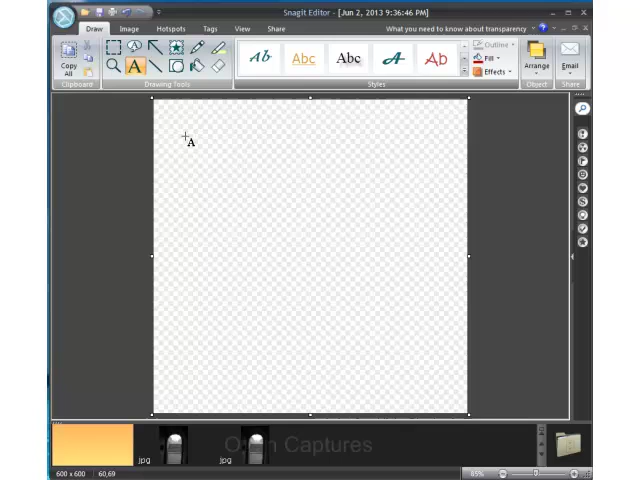 SnagIt Editor - [Jun 2, 2013 9:36:46 PM]
Draw Image Hotspots Tags View Share What you need to know about transparency
Copy All
Ab Abc Abc A Ab
Outline
Fill
Effects
Arrange
Email
Clipboard Drawing Tools Styles Object Share
A
Open Captures
jpg jpg
600 x 600 60,69 85%